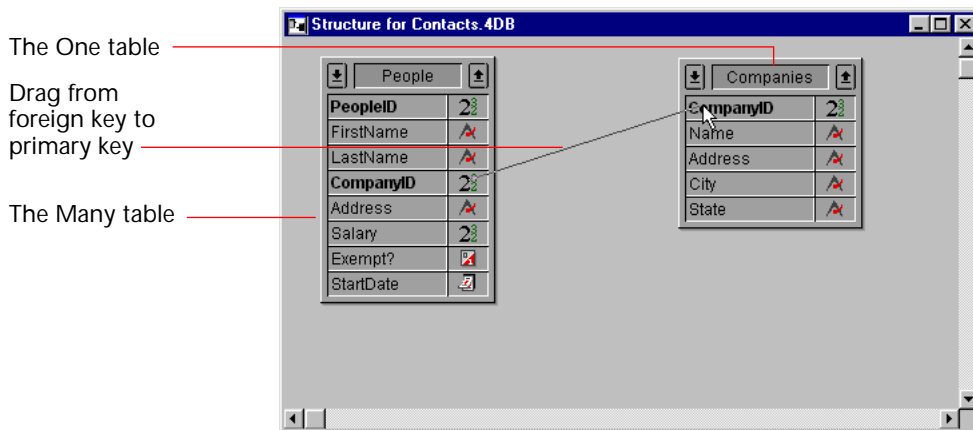 Structure for Contacts.4DB
The One table
Drag from
foreign key to
primary key
The Many table
People
PeopleID
FirstName
LastName
CompanyID
Address
Salary
Exempt?
StartDate
Companies
CompanyID
Name
Address
City
State